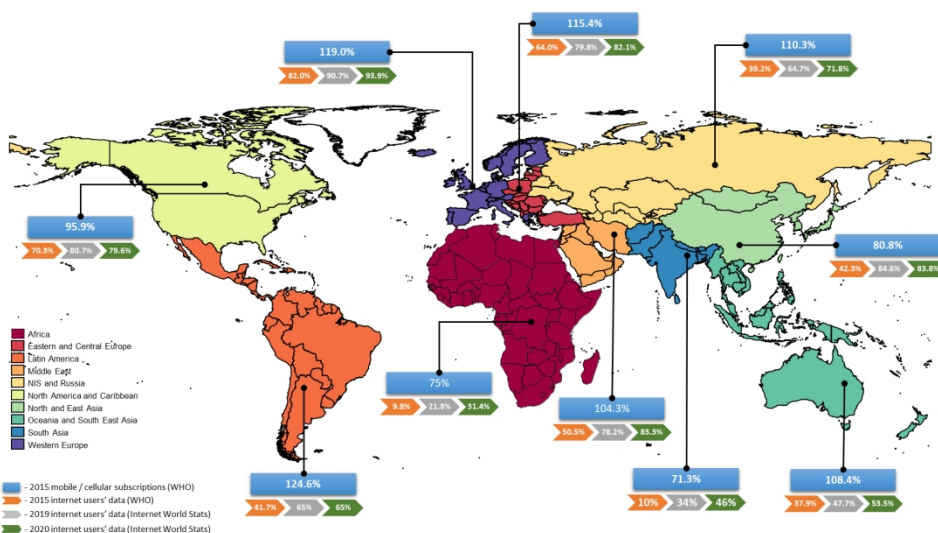 115.4%
64.0% 79.8% 82.1%
119.0%
82.0% 90.7% 93.9%
110.3%
39.2% 64.7% 71.8%
95.9%
70.3% 80.7% 79.6%
80.8%
42.3% 84.6% 83.8%
75%
9.8% 21.8% 31.4%
104.3%
50.5% 78.2% 83.3%
124.6%
41.7% 65% 65%
71.3%
10% 34% 46%
108.4%
37.9% 47.7% 53.5%
Africa
Eastern and Central Europe
Latin America
Middle East
NIS and Russia
North America and Caribbean
North and East Asia
Oceania and South East Asia
South Asia
Western Europe
- 2015 mobile / cellular subscriptions (WHO)
- 2015 internet users' data (WHO)
- 2019 internet users' data (Internet World Stats)
- 2020 internet users' data (Internet World Stats)